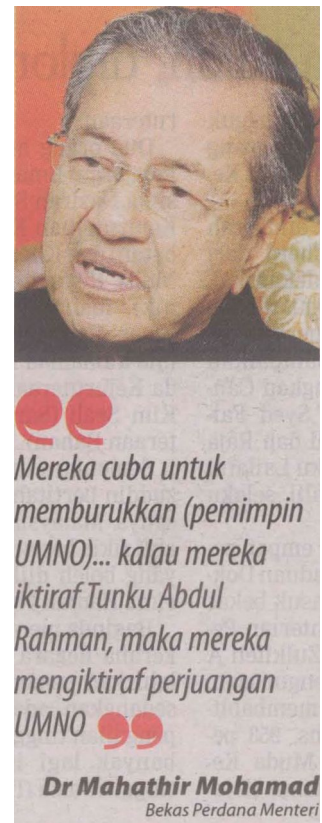 Mereka cuba untuk
memburukkan (pemimpin
UMNO)... kalau mereka
iktiraf Tunku Abdul
Rahman, maka mereka
mengiktiraf perjuangan
UMNO
Dr Mahathir Mohamad
Bekas Perdana Menteri